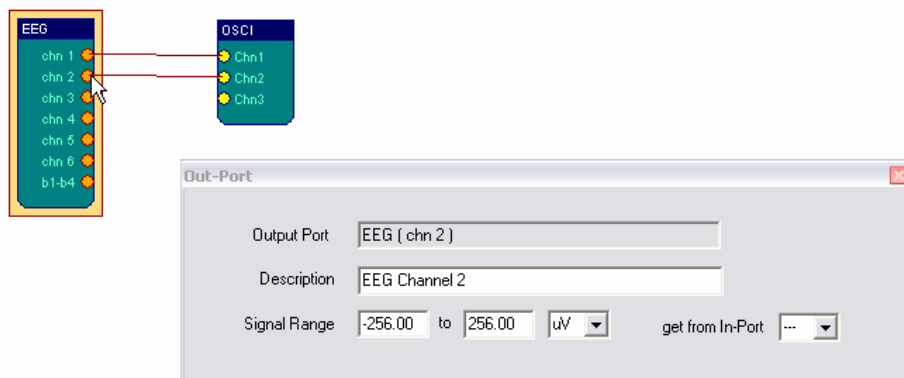 EEG
chn 1
chn 2
chn 3
chn 4
chn 5
chn 6
b1-b4
OSCI
Chn1
Chn2
Chn3
Out-Port
Output Port EEG ( chn 2 )
Description EEG Channel 2
Signal Range -256.00 to 256.00 uV get from In-Port ---